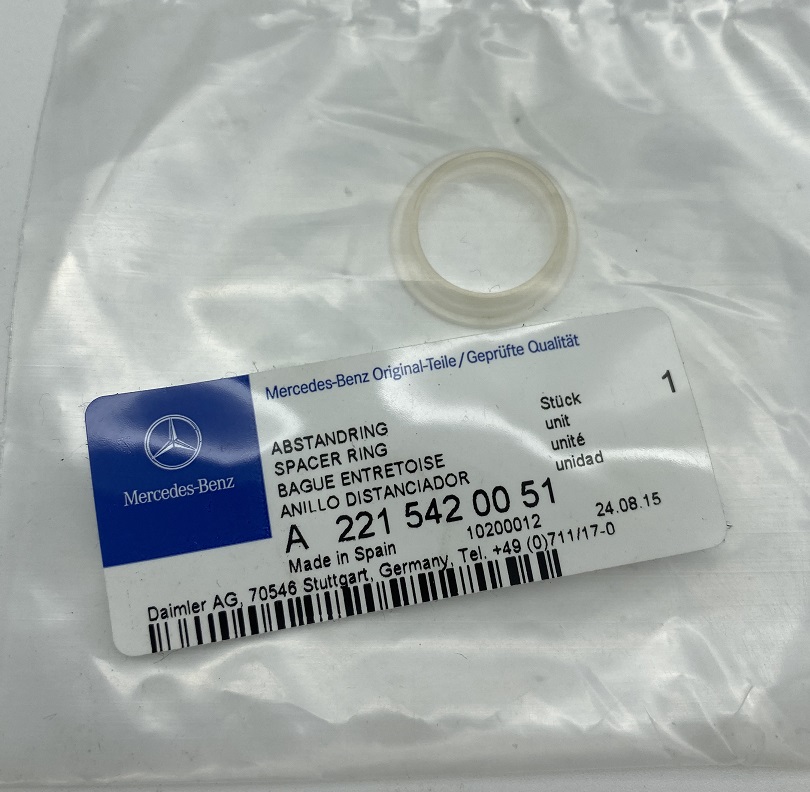 Mercedes-Benz Original-Teile/Geprüfte Qualität
1
Mercedes-Benz
ABSTANDRING
SPACER RING
BAGUE ENTRETOISE
ANILLO DISTANCIADOR
Stück
unit
unité
unidad
A 221 542 00 51
Made in Spain 10200012 24.08.15
Daimler AG, 70546 Stuttgart, Germany, Tel. +49 (0)711/17-0